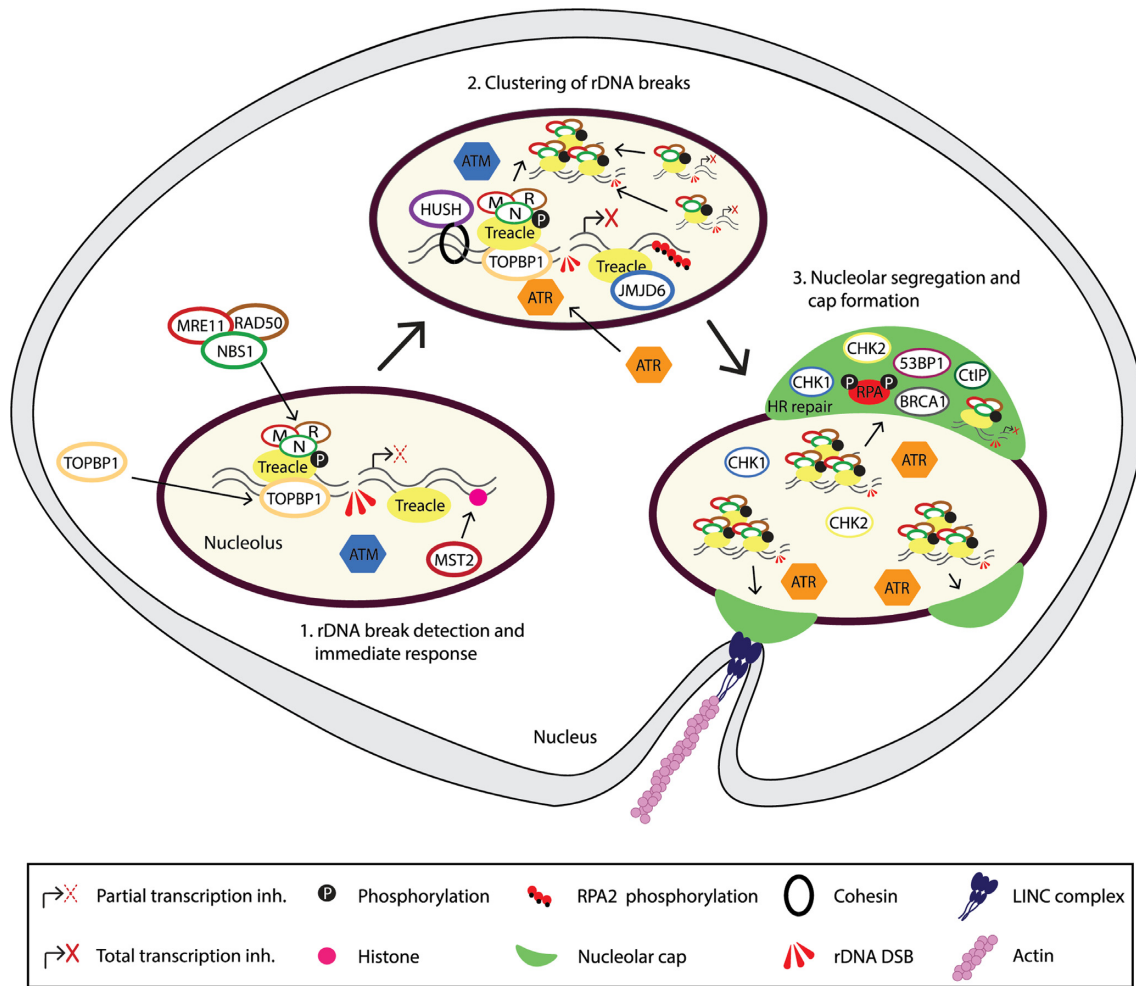 2. Clustering of rDNA breaks
ATM
HUSH
M
R
N
P
Treacle
TOPBP1
Treacle
JMJD6
ATR
ATR
3. Nucleolar segregation and
cap formation
MRE11
RAD50
NBS1
TOPBP1
M
R
N
P
Treacle
TOPBP1
Treacle
Nucleolus
ATM
MST2
1. rDNA break detection and
immediate response
CHK2
53BP1
CtIP
CHK1
P
P
RPA
BRCA1
HR repair
CHK1
ATR
CHK2
ATR
ATR
Nucleus
Partial transcription inh.
P
Phosphorylation
RPA2 phosphorylation
Cohesin
LINC complex
Total transcription inh.
Histone
Nucleolar cap
rDNA DSB
Actin